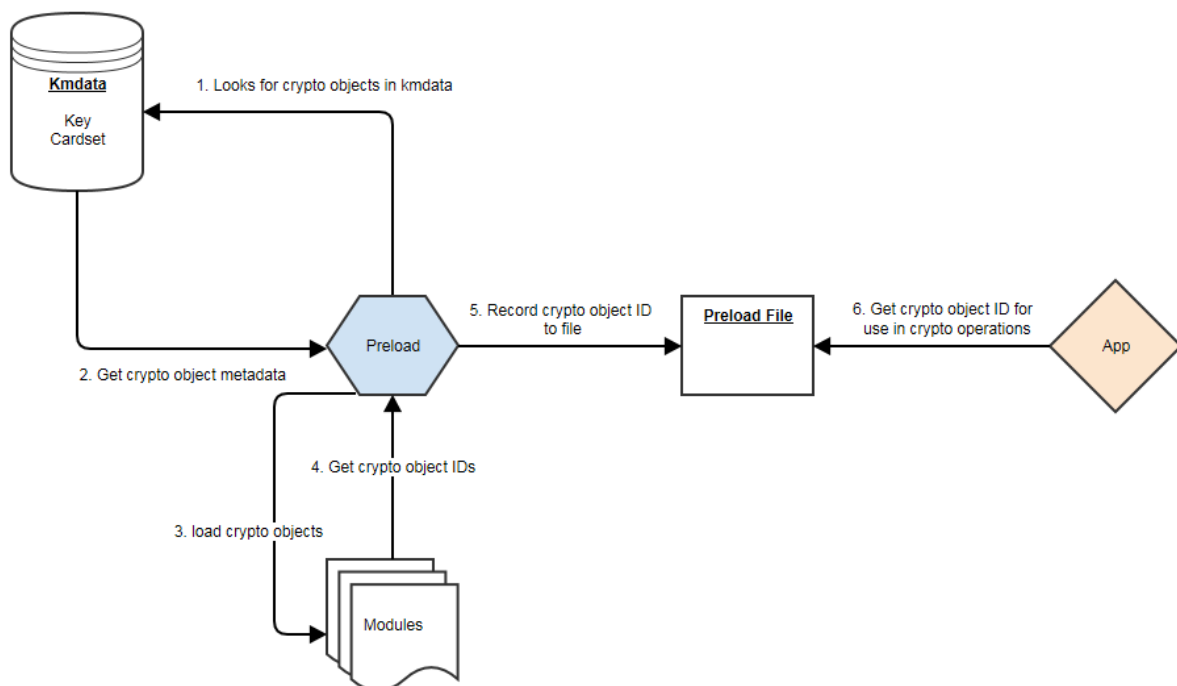 Kmdata
Key
Cardset
1. Looks for crypto objects in kmdata
2. Get crypto object metadata
Preload
5. Record crypto object ID
to file
Preload File
6. Get crypto object ID for
use in crypto operations
App
4. Get crypto object IDs
3. load crypto objects
Modules